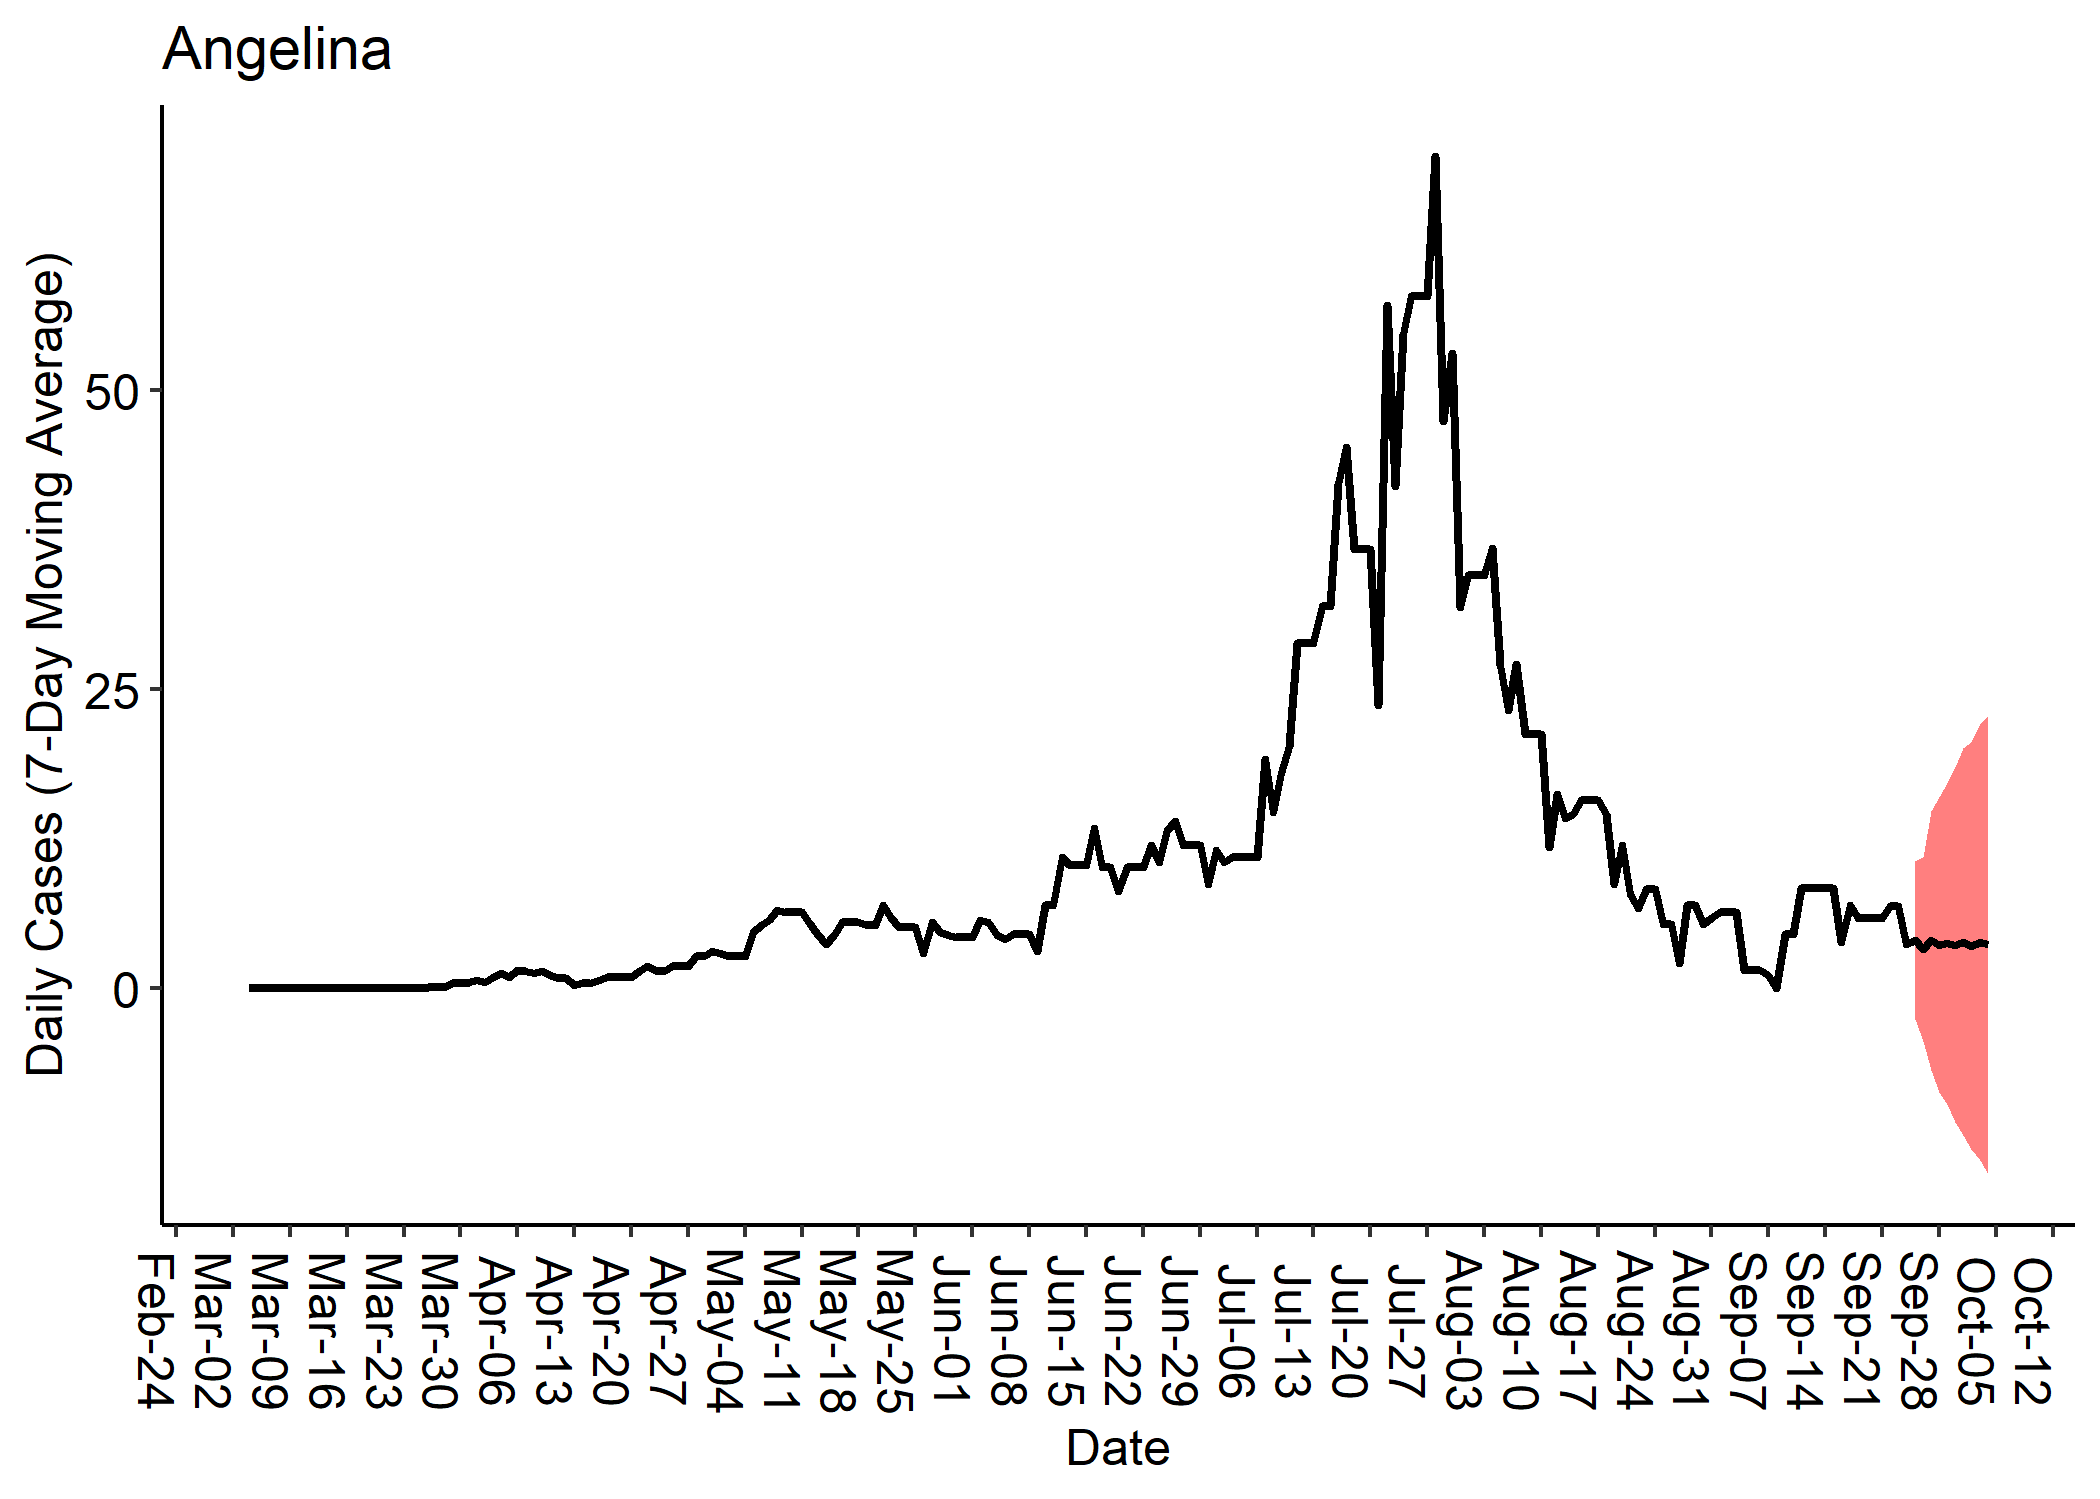 Angelina
Daily Cases (7-Day Moving Average)
50
25
0
Feb-24
Mar-02
Mar-09
Mar-16
Mar-23
Mar-30
Apr-06
Apr-13
Apr-20
Apr-27
May-04
May-11
May-18
May-25
Jun-01
Jun-08
Jun-15
Jun-22
Jun-29
Jul-06
Jul-13
Jul-20
Jul-27
Aug-03
Aug-10
Aug-17
Aug-24
Aug-31
Sep-07
Sep-14
Sep-21
Sep-28
Oct-05
Oct-12
Date